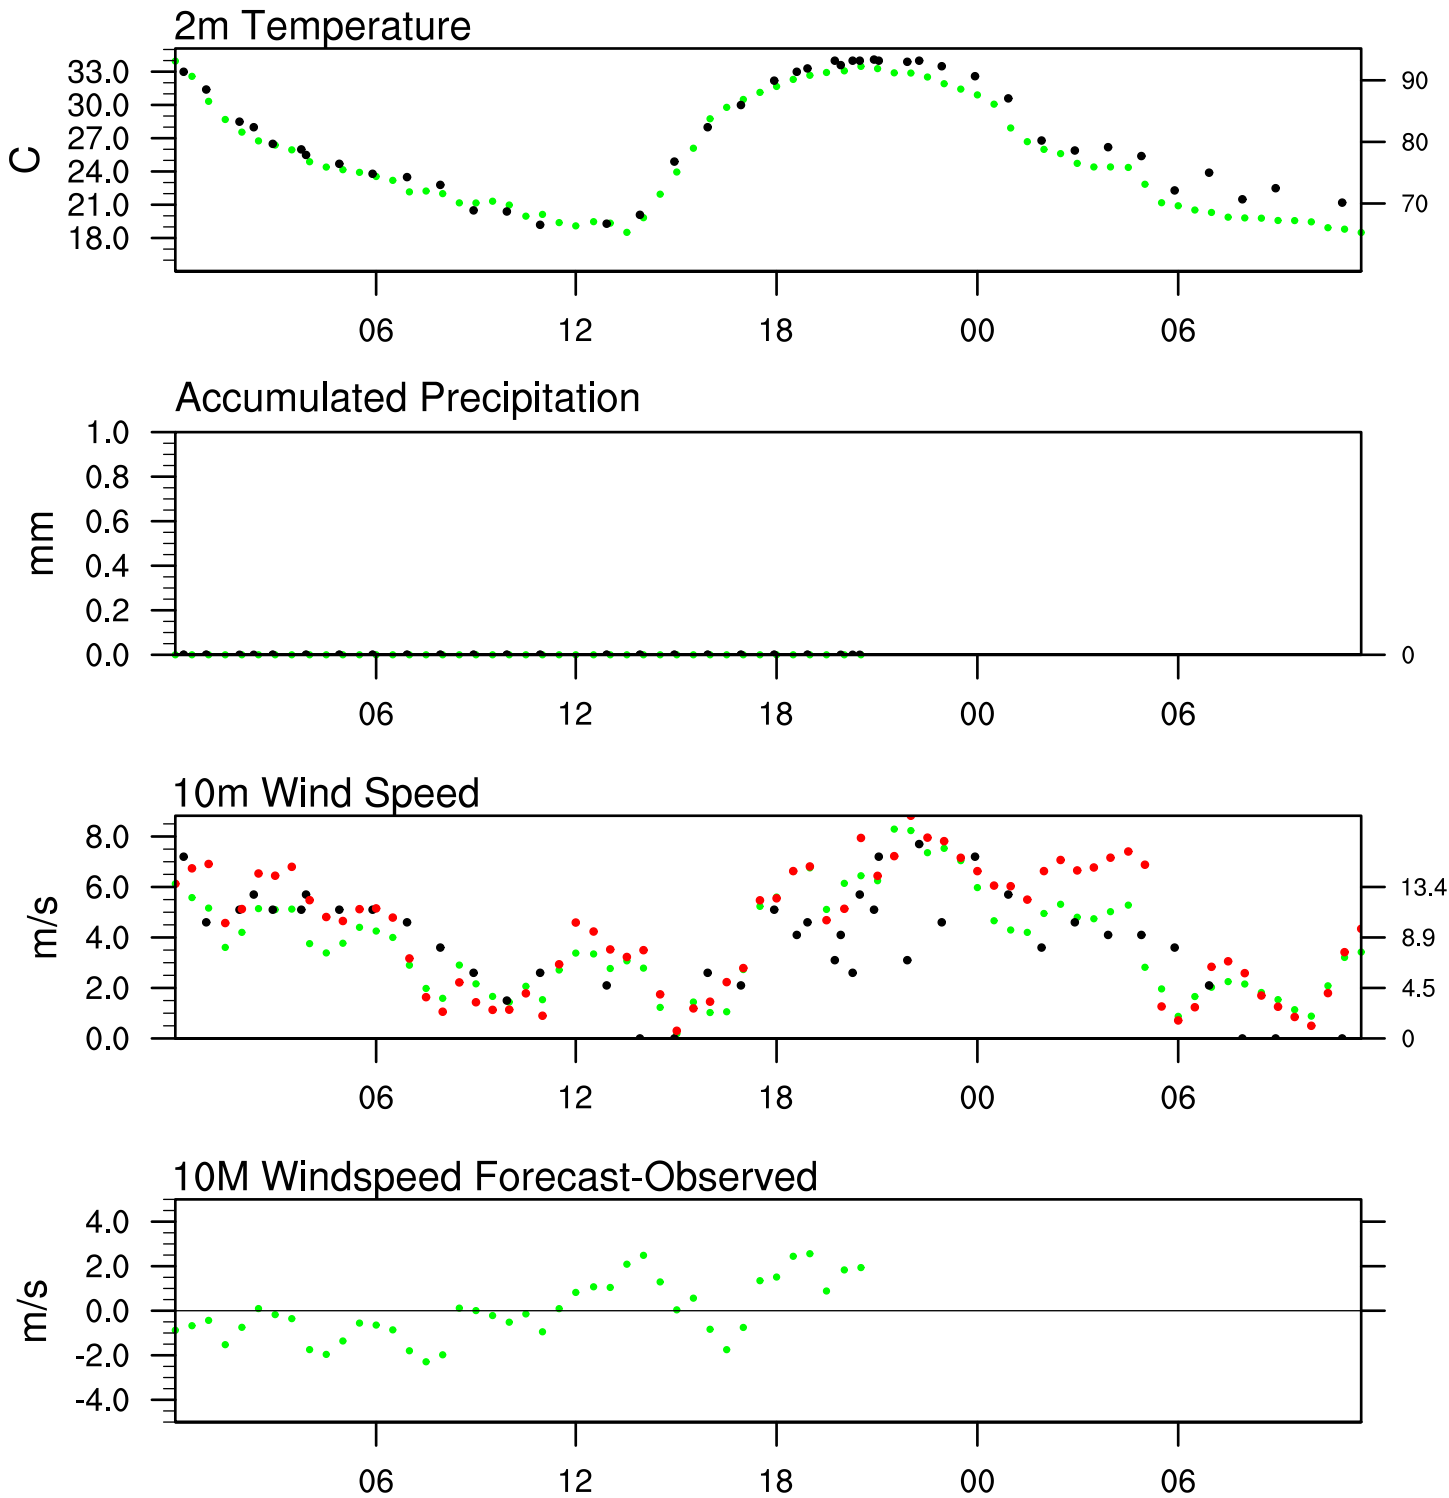 2m Temperature
33.0
30.0
27.0
24.0
21.0
18.0
C
90
80
70
06 12 18 00 06
Accumulated Precipitation
1.0
0.8
0.6
0.4
0.2
0.0
mm
0
06 12 18 00 06
10m Wind Speed
8.0
6.0
4.0
2.0
0.0
m/s
13.4
8.9
4.5
0
06 12 18 00 06
10M Windspeed Forecast-Observed
4.0
2.0
0.0
-2.0
-4.0
m/s
06 12 18 00 06